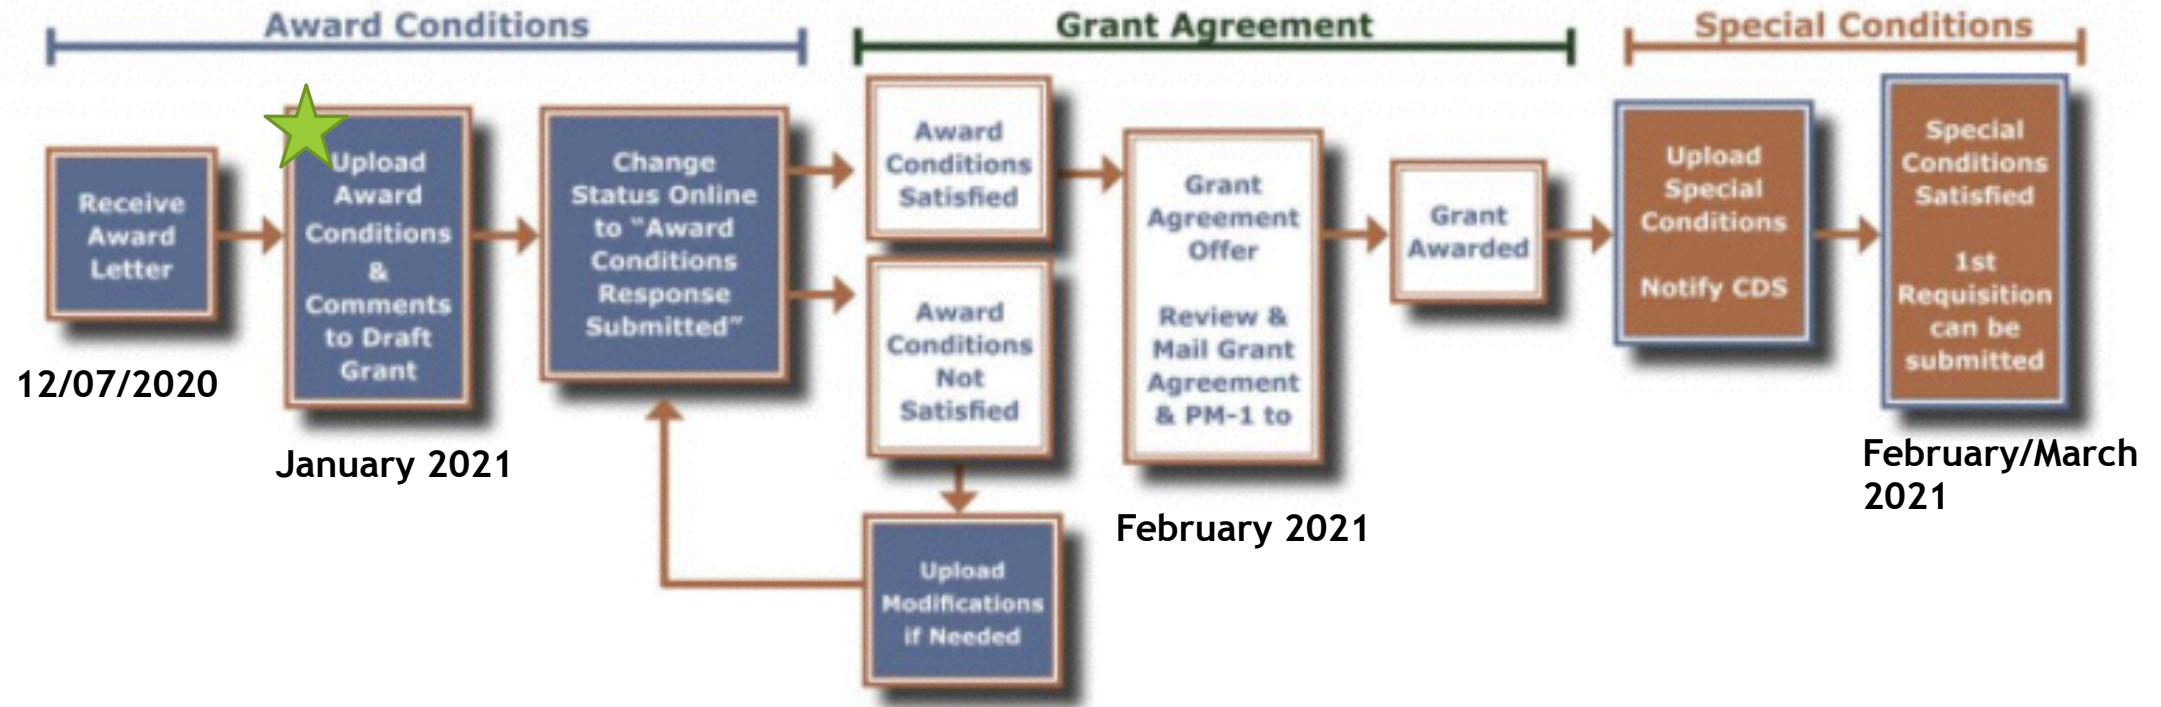 Award Conditions
Grant Agreement
Special Conditions
Receive
Award
Letter
12/07/2020
Upload
Award
Conditions
&
Comments
to Draft
Grant
January 2021
Change
Status Online
to "Award
Conditions
Response
Submitted"
Award
Conditions
Satisfied
Award
Conditions
Not
Satisfied
Upload
Modifications
if Needed
Grant
Agreement
Offer
Review &
Mail Grant
Agreement
& PM-1 to
February 2021
Grant
Awarded
Upload
Special
Conditions
Notify CDS
Special
Conditions
Satisfied
1st
Requisition
can be
submitted
February/March
2021